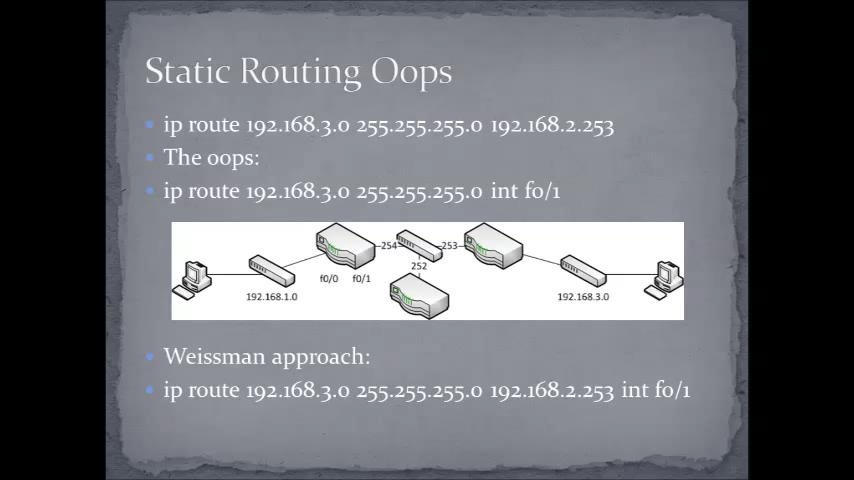 Static Routing Oops
ip route 192.168.3.0 255.255.255.0 192.168.2.253
The oops:
ip route 192.168.3.0 255.255.255.0 int f0/1
254
253
252
f0/0 f0/1
192.168.1.0
192.168.3.0
Weissman approach:
ip route 192.168.3.0 255.255.255.0 192.168.2.253 int f0/1